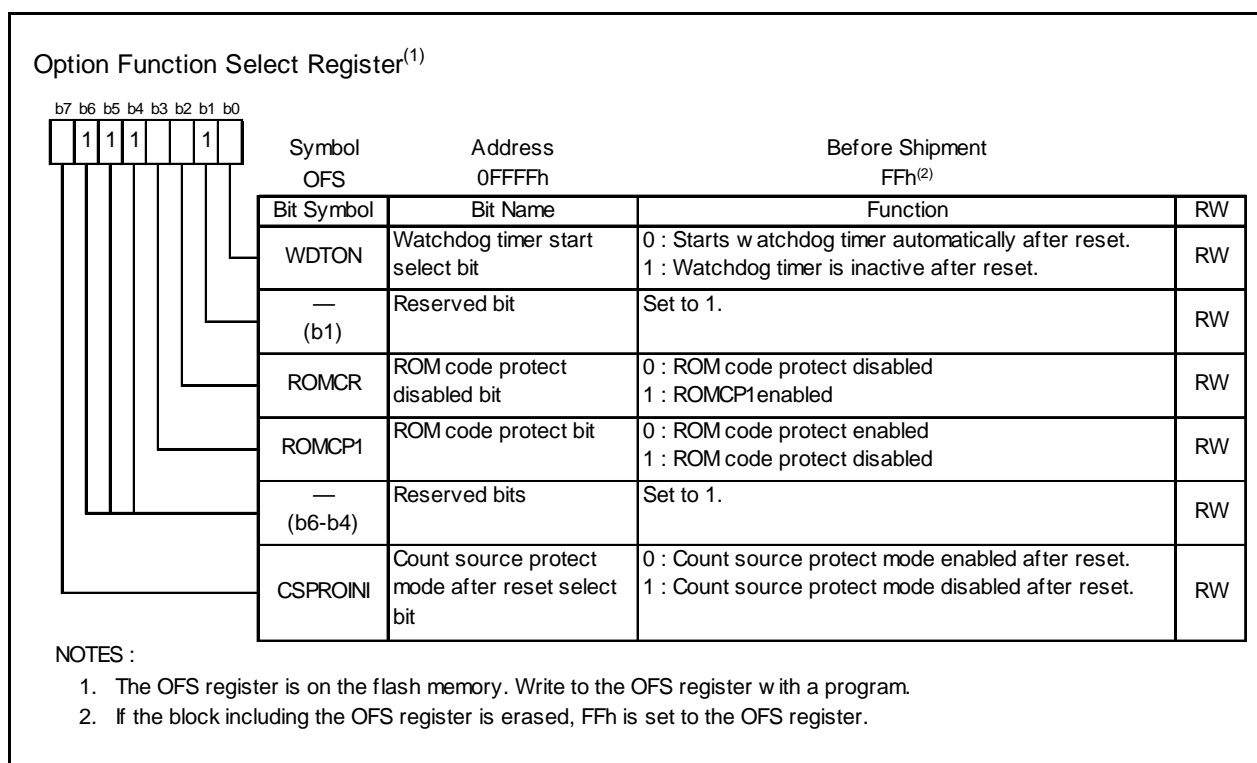 Option Function Select Register(1)
b7 b6 b5 b4 b3 b2 b1 b0
1 1 1 1
Symbol Address Before Shipment
OFS 0FFFFh FFh(2)
Bit Symbol Bit Name Function RW
WDTON Watchdog timer start select bit 0 : Starts watchdog timer automatically after reset. RW
1 : Watchdog timer is inactive after reset.
— (b1) Reserved bit Set to 1. RW
ROMCR ROM code protect disabled bit 0 : ROM code protect disabled RW
1 : ROMCP1enabled
ROMCP1 ROM code protect bit 0 : ROM code protect enabled RW
1 : ROM code protect disabled
— (b6-b4) Reserved bits Set to 1. RW
CSPROINI Count source protect mode after reset select bit 0 : Count source protect mode enabled after reset. RW
1 : Count source protect mode disabled after reset.
NOTES :
1. The OFS register is on the flash memory. Write to the OFS register with a program.
2. If the block including the OFS register is erased, FFh is set to the OFS register.